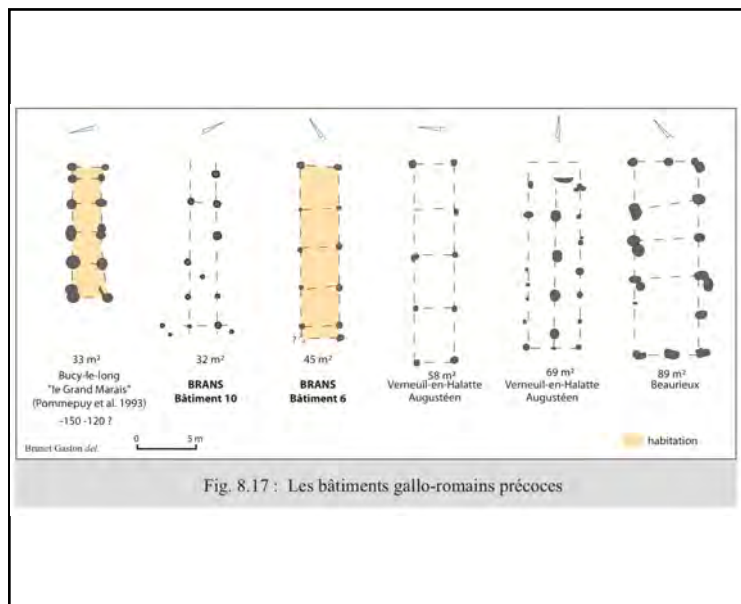 33 m²
Bucy-le-long
"le Grand Marais"
(Pommepuy et al. 1993)
-150 -120 ?
32 m²
BRANS
Bâtiment 10
?
45 m²
BRANS
Bâtiment 6
58 m²
Verneuil-en-Halatte
Augustéen
69 m²
Verneuil-en-Halatte
Augustéen
89 m²
Beaurieux
Brunet-Gaston del.
0 5 m
habitation
Fig. 8.17 : Les bâtiments gallo-romains précoces